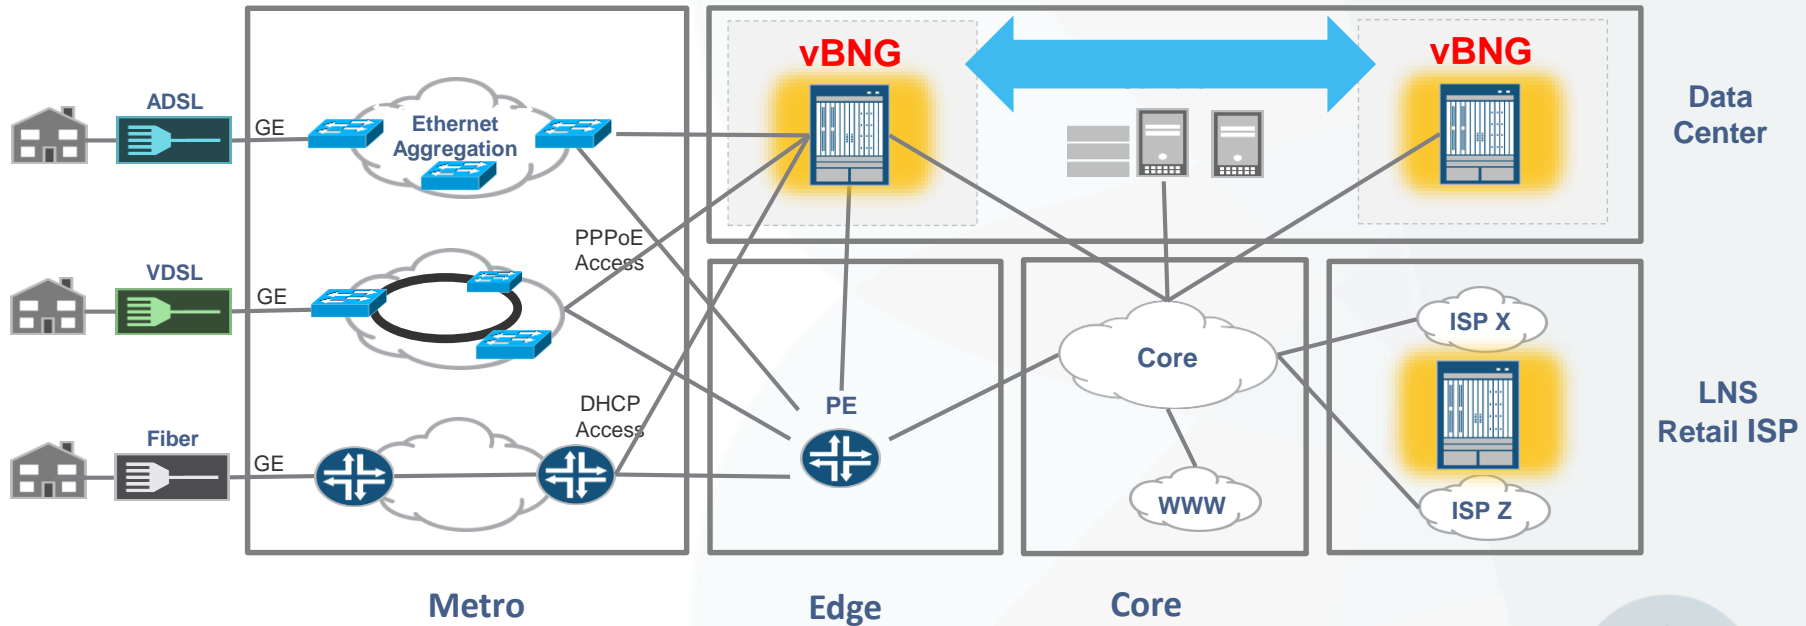 vBNG
vBNG
ADSL
GE
Ethernet
Aggregation
Data
Center
PPPoE
Access
VDSL
GE
ISP X
Core
DHCP
Access
PE
LNS
Retail ISP
Fiber
GE
WWW
ISP Z
Metro
Edge
Core